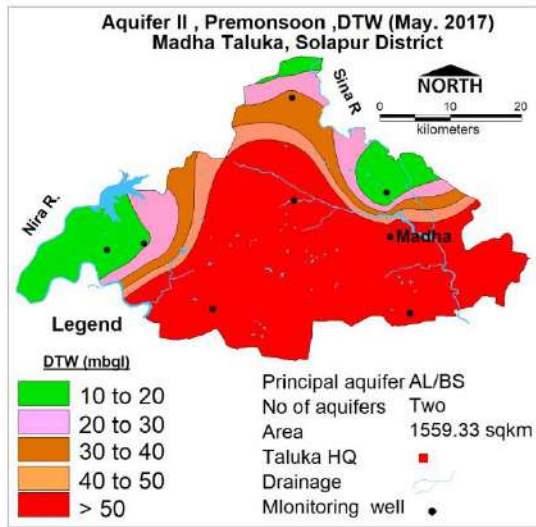 Aquifer II , Premonsoon ,DTW (May. 2017)
Madha Taluka, Solapur District
Sina R
NORTH
10 0 10 20
kilometers
Nira R.
Madha
Legend
DTW (mbgl)
10 to 20
20 to 30
30 to 40
40 to 50
> 50
Principal aquifer AL/BS
No of aquifers Two
Area 1559.33 sqkm
Taluka HQ
Drainage
Mlonitoring well